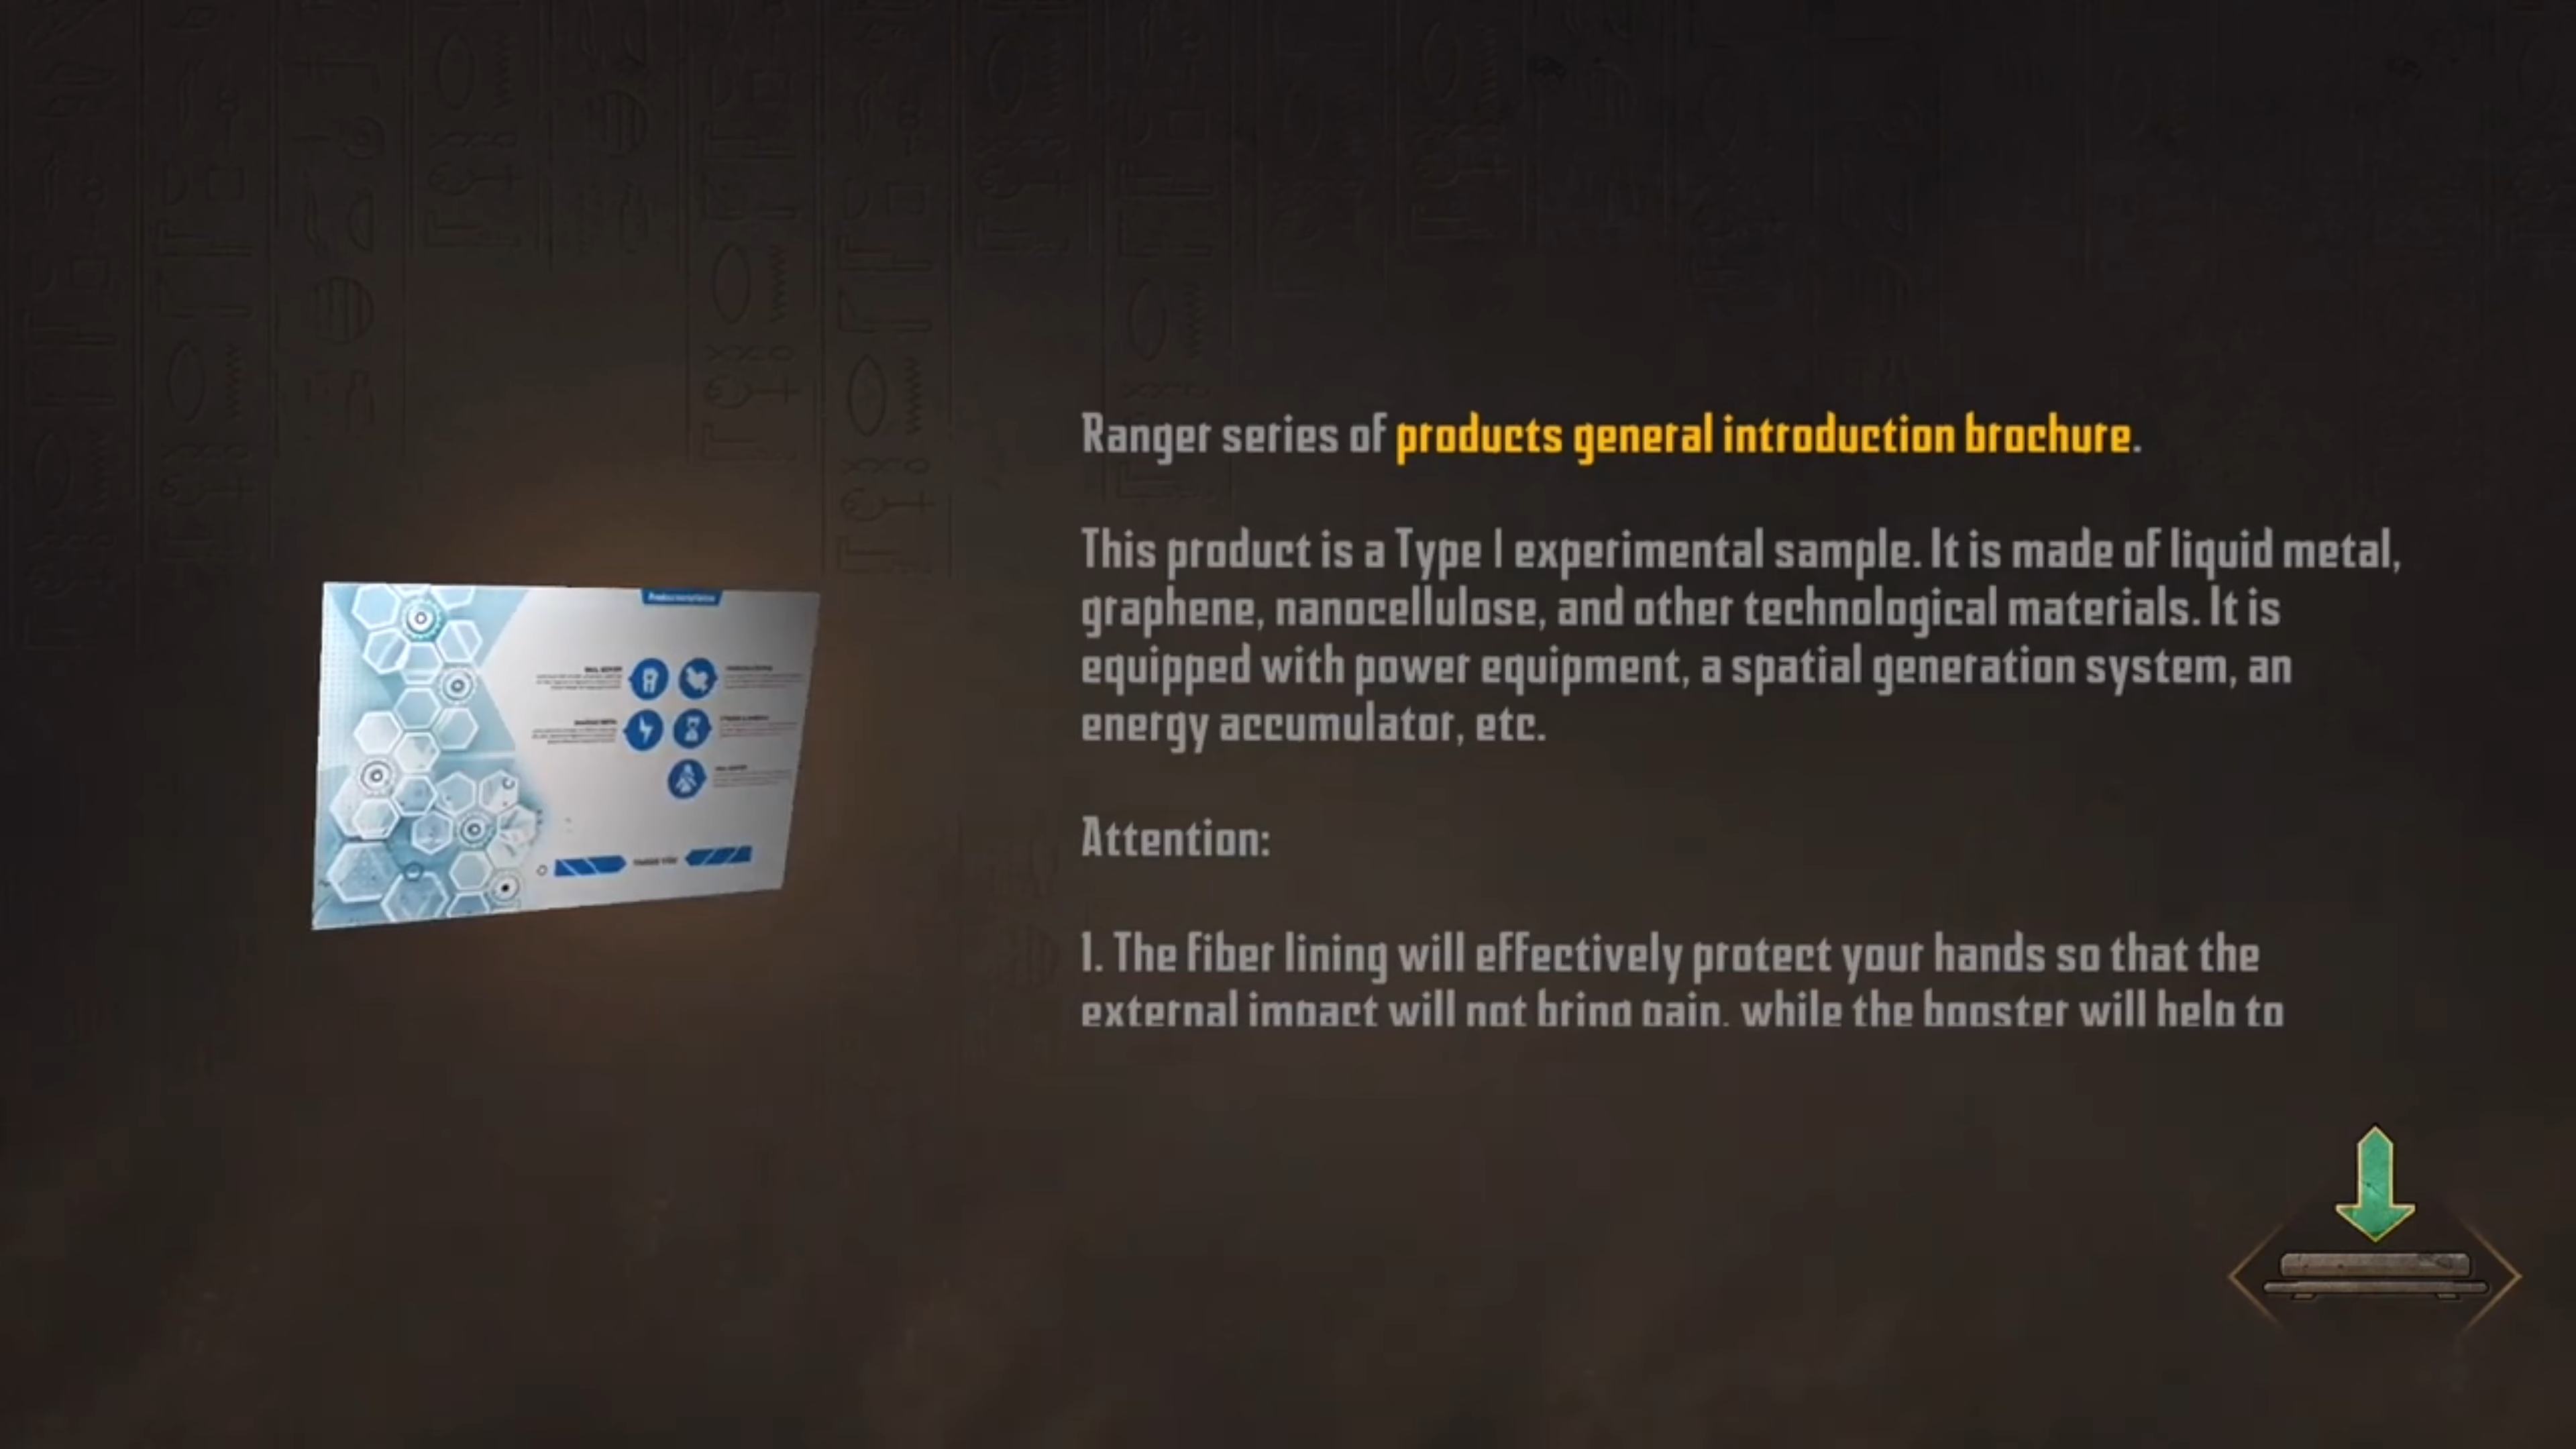 Ranger series of products general introduction brochure.
This product is a Type I experimental sample. It is made of liquid metal,
graphene, nanocellulose, and other technological materials. It is
equipped with power equipment, a spatial generation system, an
energy accumulator, etc.
Attention:
1. The fiber lining will effectively protect your hands so that the
external impact will not bring pain, while the booster will help to